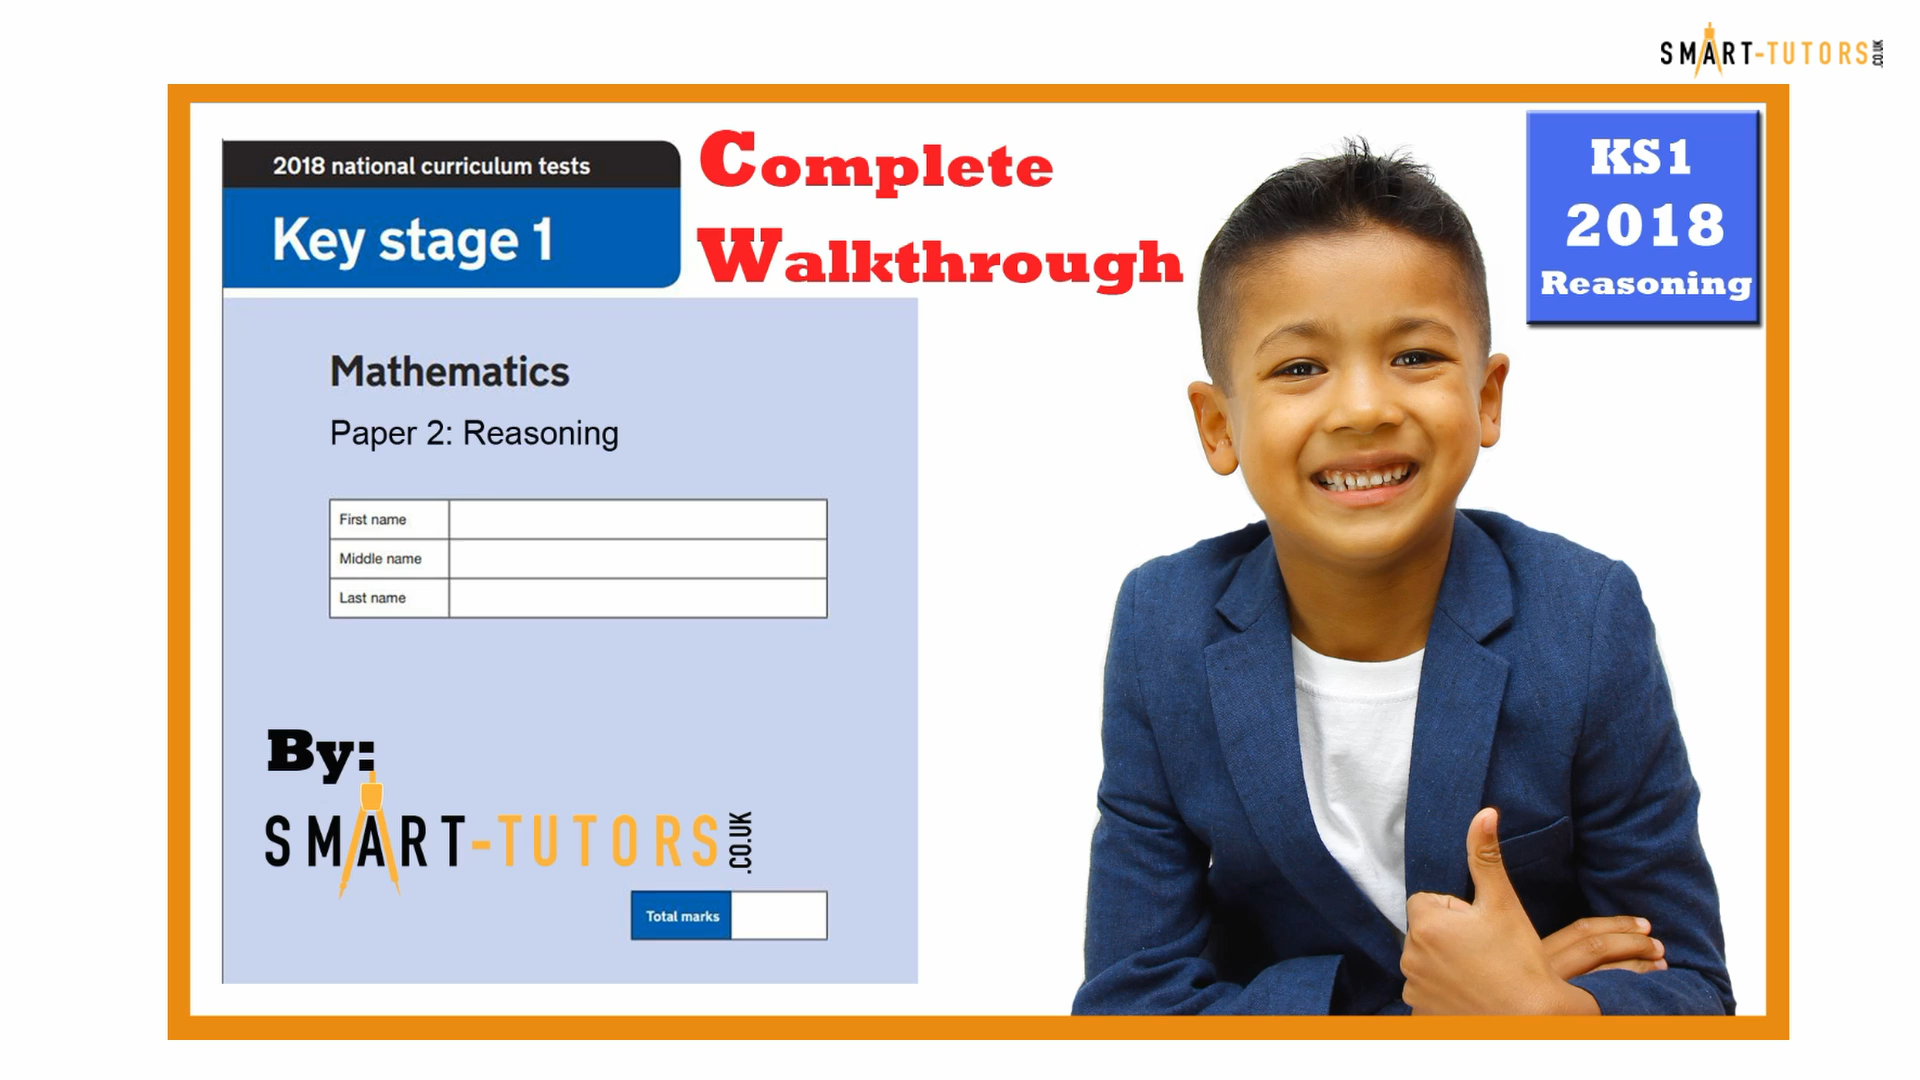 SMART-TUTORS.CO.UK
2018 national curriculum tests
Key stage 1
Complete
Walkthrough
KS1
2018
Reasoning
Mathematics
Paper 2: Reasoning
First name
Middle name
Last name
By:
SMART-TUTORS.CO.UK
Total marks